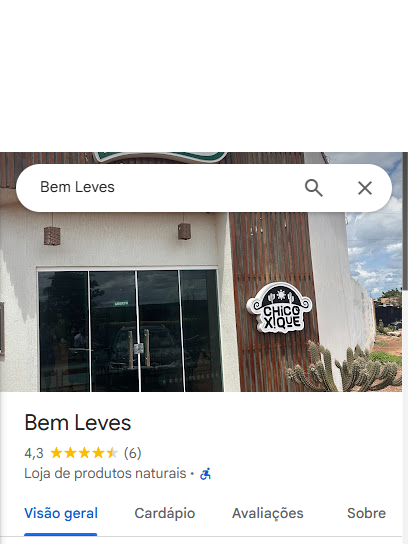 Bem Leves
CHICO
XIQUE
Bem Leves
4,3 (6)
Loja de produtos naturais •
Visão geral Cardápio Avaliações Sobre